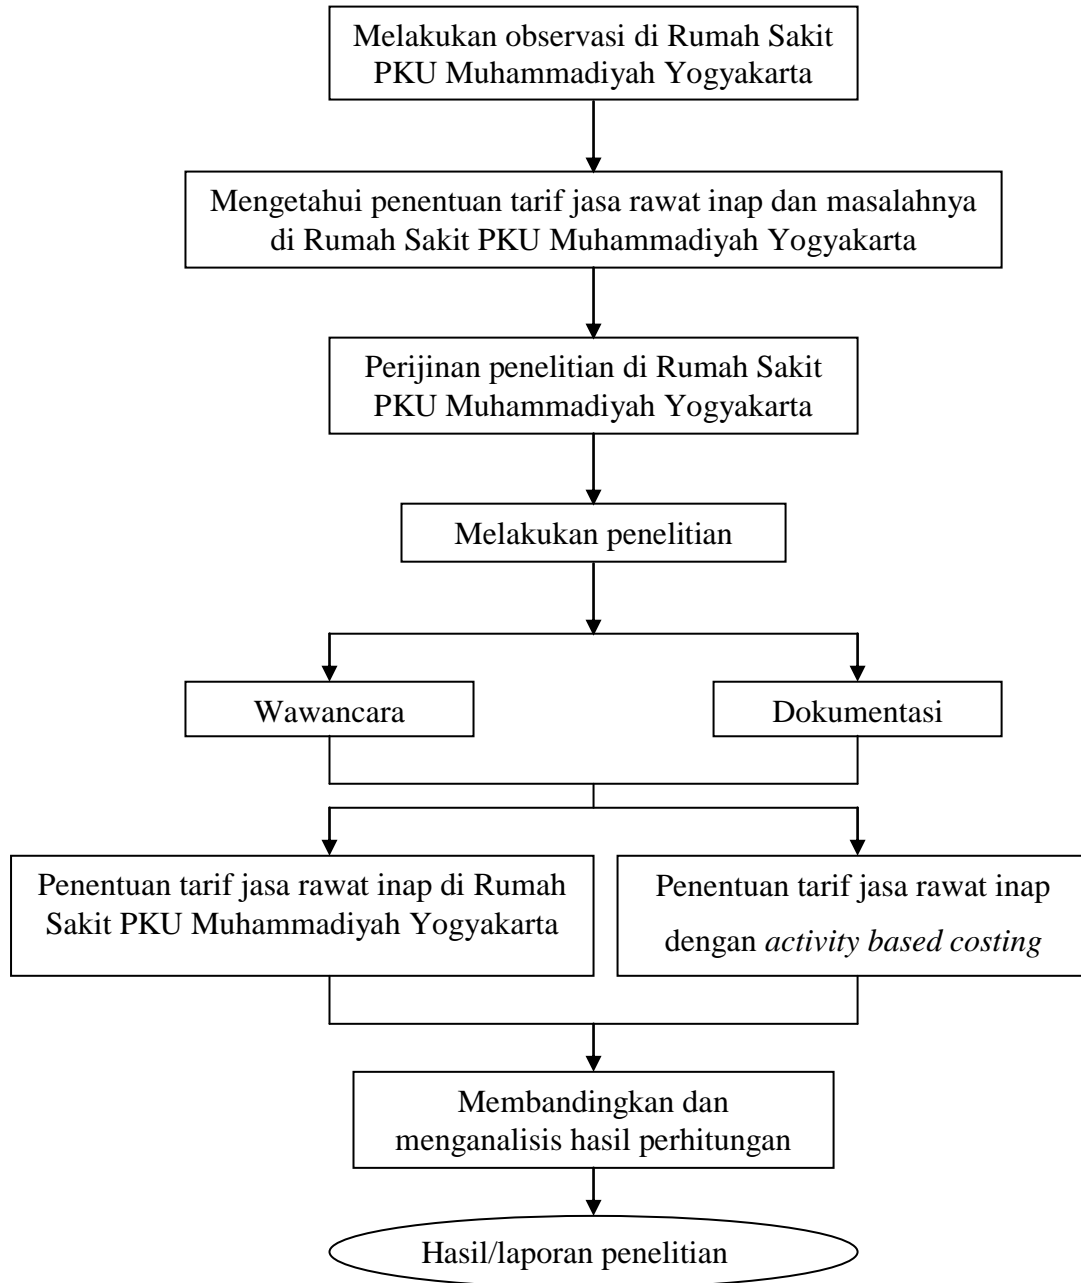 Melakukan observasi di Rumah Sakit
PKU Muhammadiyah Yogyakarta
Mengetahui penentuan tarif jasa rawat inap dan masalahnya
di Rumah Sakit PKU Muhammadiyah Yogyakarta
Perijinan penelitian di Rumah Sakit
PKU Muhammadiyah Yogyakarta
Melakukan penelitian
Wawancara
Dokumentasi
Penentuan tarif jasa rawat inap di Rumah
Sakit PKU Muhammadiyah Yogyakarta
Penentuan tarif jasa rawat inap
dengan activity based costing
Membandingkan dan
menganalisis hasil perhitungan
Hasil/laporan penelitian